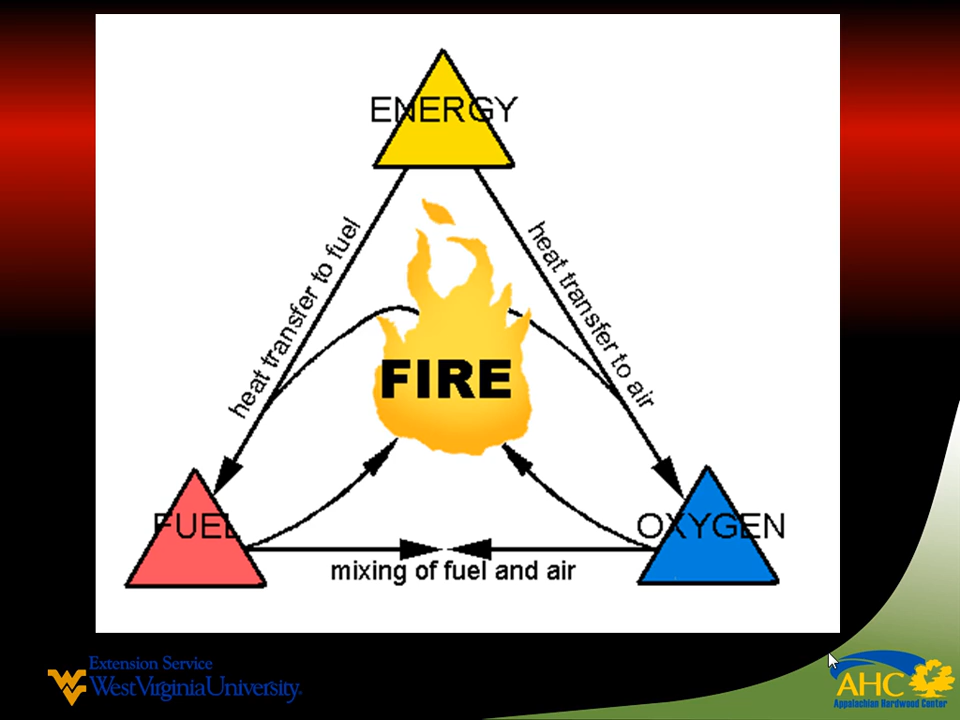 ENERGY
heat transfer to fuel
heat transfer to air
FIRE
FUEL
OXYGEN
mixing of fuel and air
Extension Service
WestVirginiaUniversity.
AHC
Appalachian Hardwood Center